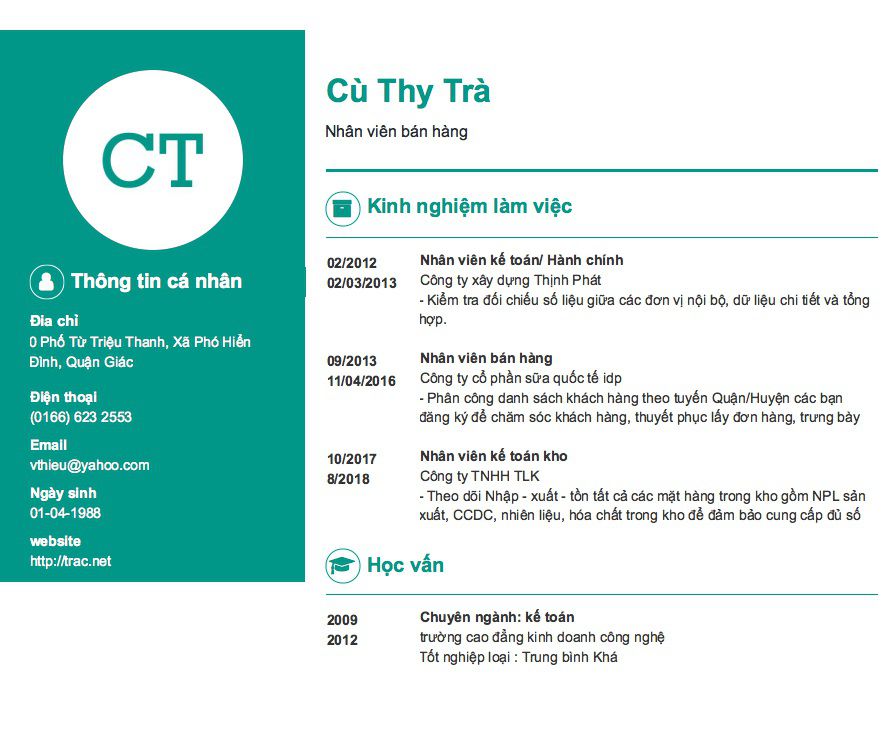 CT
Thông tin cá nhân
Đia chỉ
0 Phố Từ Triệu Thanh, Xã Phó Hiển
Đình, Quận Giác
Điện thoại
(0166) 623 2553
Email
vthieu@yahoo.com
Ngày sinh
01-04-1988
website
http://trac.net
Cù Thy Trà
Nhân viên bán hàng
Kinh nghiệm làm việc
02/2012
02/03/2013
Nhân viên kế toán/ Hành chính
Công ty xây dựng Thịnh Phát
- Kiểm tra đối chiếu số liệu giữa các đơn vị nội bộ, dữ liệu chi tiết và tổng
hợp.
09/2013
11/04/2016
Nhân viên bán hàng
Công ty cổ phần sữa quốc tế idp
- Phân công danh sách khách hàng theo tuyến Quận/Huyện các bạn
đăng ký để chăm sóc khách hàng, thuyết phục lấy đơn hàng, trưng bày
10/2017
8/2018
Nhân viên kế toán kho
Công ty TNHH TLK
- Theo dõi Nhập - xuất - tồn tất cả các mặt hàng trong kho gồm NPL sản
xuất, CCDC, nhiên liệu, hóa chất trong kho để đảm bảo cung cấp đủ số
Học vấn
2009
2012
Chuyên ngành: kế toán
trường cao đẳng kinh doanh công nghệ
Tốt nghiệp loại : Trung bình Khá